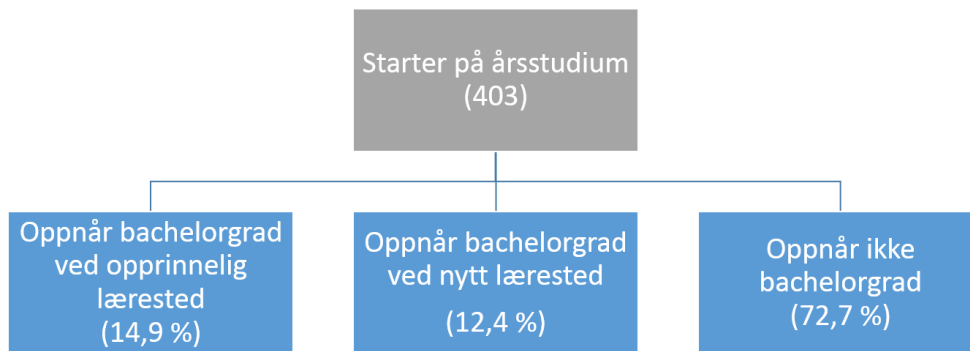 Starter på årsstudium
(403)
Oppnår bachelorgrad
ved opprinnelig
lærested
(14,9 %)
Oppnår bachelorgrad
ved nytt lærested
(12,4 %)
Oppnår ikke
bachelorgrad
(72,7 %)